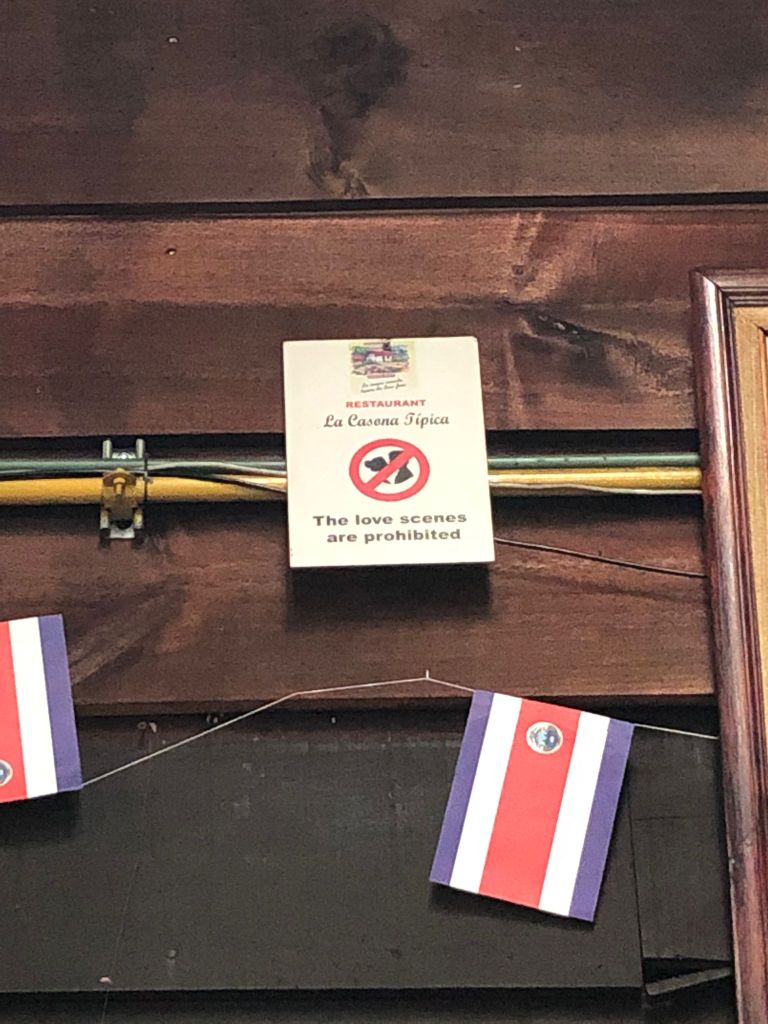 RESTAURANT
La Casona Típica
The love scenes
are prohibited